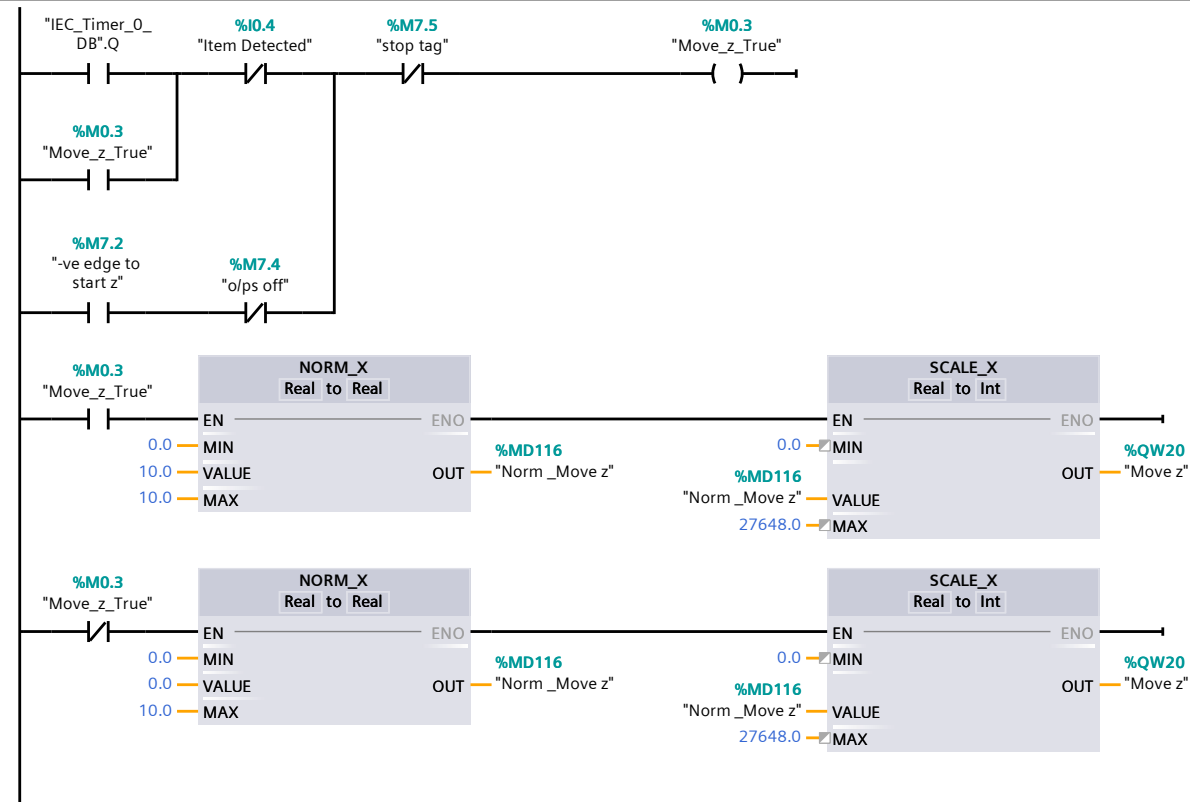 "IEC_Timer_0_
DB".Q
%I0.4
"Item Detected"
%M7.5
"stop tag"
%M0.3
"Move_z_True"
%M0.3
"Move_z_True"
%M7.2
"-ve edge to
start z"
%M7.4
"o/ps off"
%M0.3
"Move_z_True"
NORM_X
Real to Real
EN ENO
0.0 MIN
10.0 VALUE
10.0 MAX
OUT
%MD116
"Norm _Move z"
SCALE_X
Real to Int
EN ENO
0.0 MIN
%MD116
"Norm _Move z" VALUE
27648.0 MAX
OUT
%QW20
"Move z"
%M0.3
"Move_z_True"
NORM_X
Real to Real
EN ENO
0.0 MIN
0.0 VALUE
10.0 MAX
OUT
%MD116
"Norm _Move z"
SCALE_X
Real to Int
EN ENO
0.0 MIN
%MD116
"Norm _Move z" VALUE
27648.0 MAX
OUT
%QW20
"Move z"